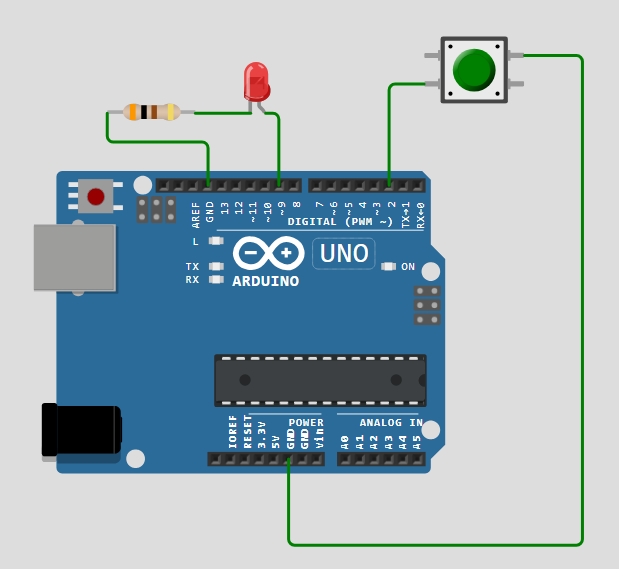 AREF
GND
13
12
~11
~10
~9
8
7
~6
~5
4
~3
2
TX→1
RX←0
DIGITAL (PWM ~)
L
TX
RX
UNO
ON
ARDUINO
POWER
ANALOG IN
IOREF
RESET
3.3V
5V
GND
GND
Vin
A0
A1
A2
A3
A4
A5